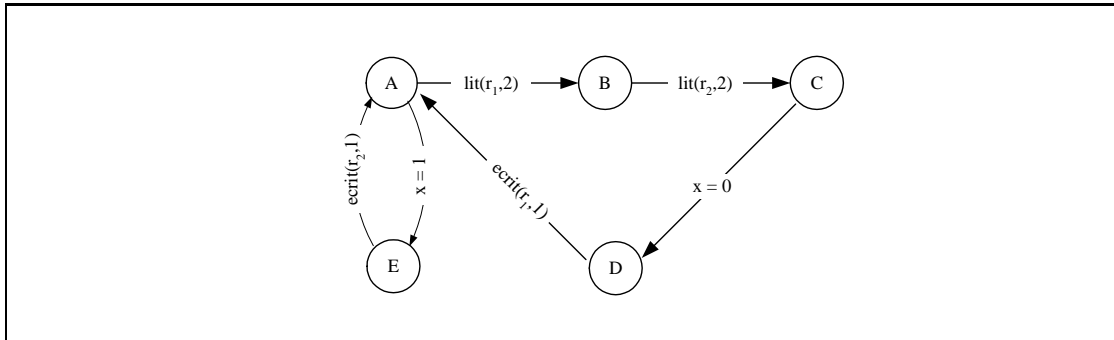 A
lit(r₁,2)
B
lit(r₂,2)
C
ecrit(r₂,1)
x = 1
ecrit(r₁,1)
x = 0
E
D